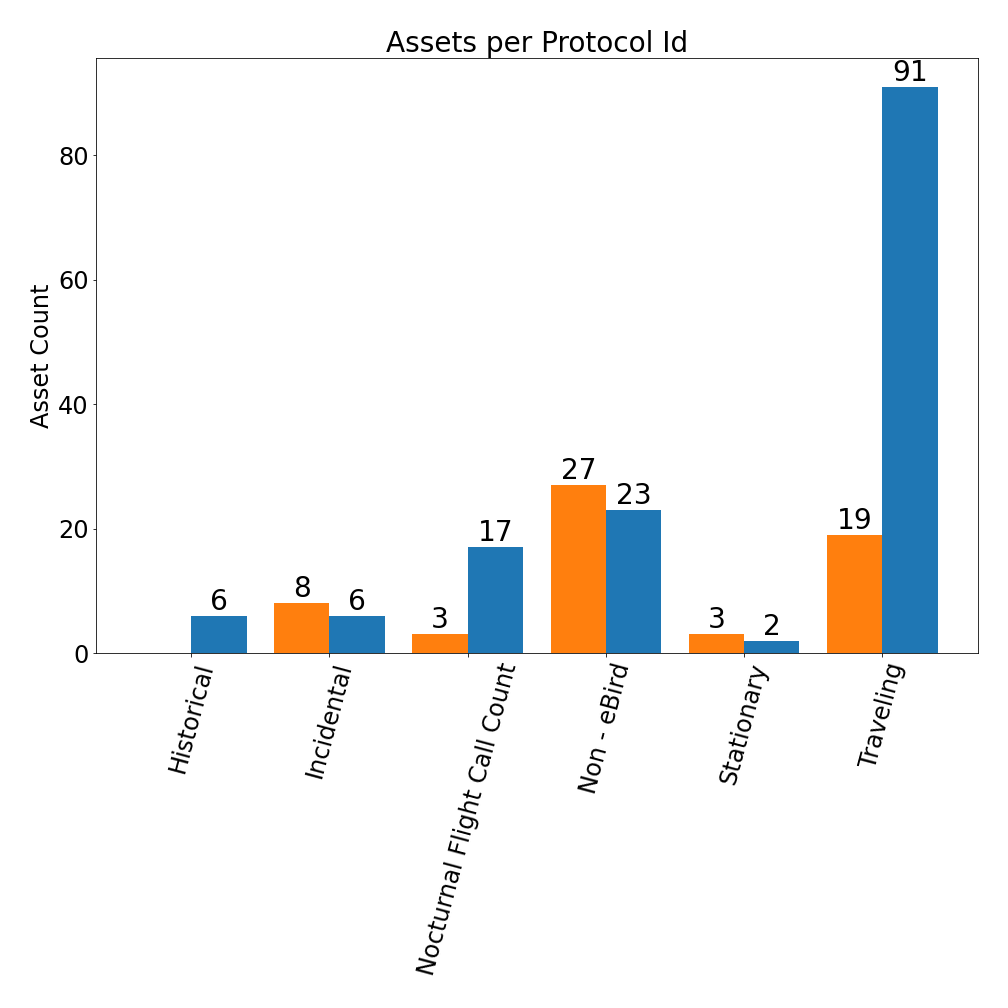 Assets per Protocol Id
91
80
60
Asset Count
40
27
23
20
19
17
8
6
6
3
3
2
0
Historical
Incidental
Nocturnal Flight Call Count
Non - eBird
Stationary
Traveling